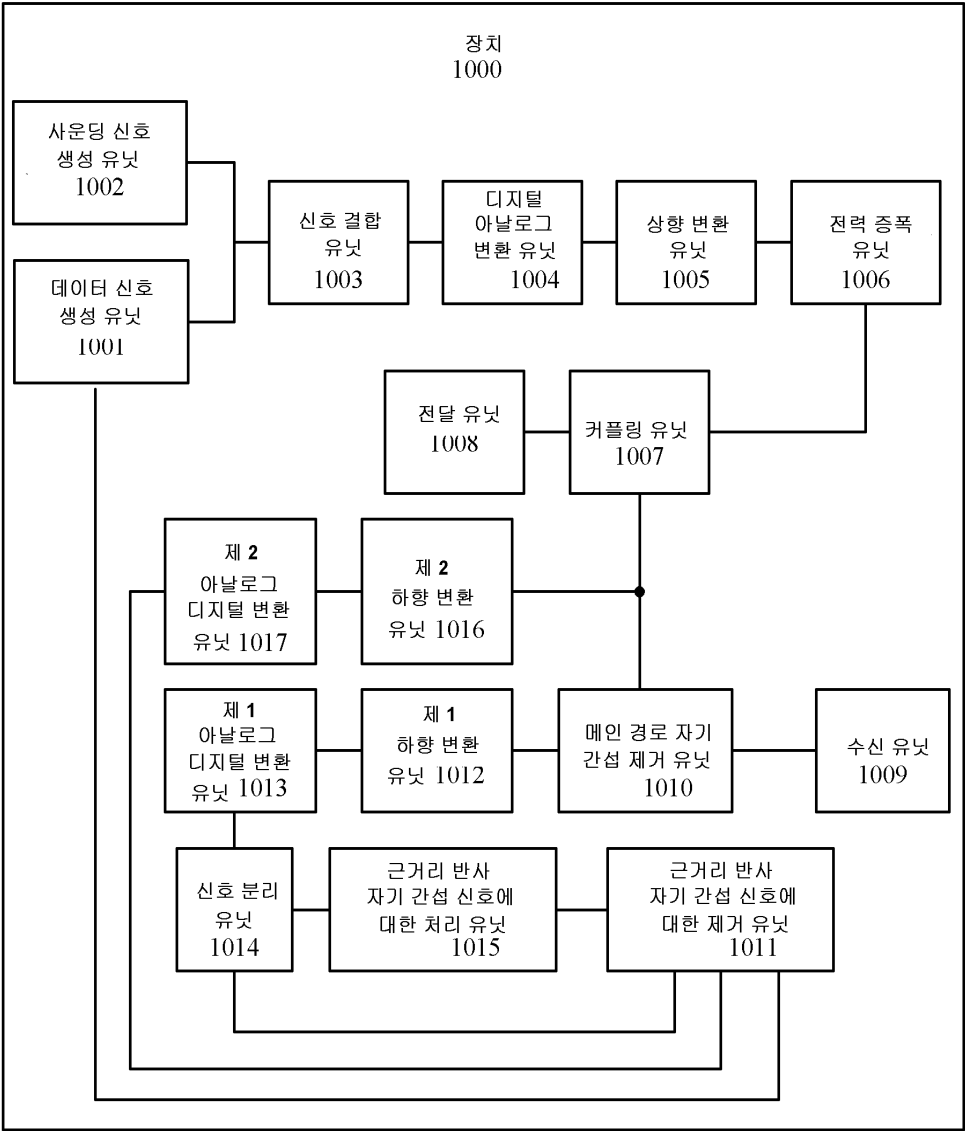 장치
1000
사운딩 신호
생성 유닛
1002
데이터 신호
생성 유닛
1001
신호 결합
유닛
1003
디지털
아날로그
변환 유닛
1004
상향 변환
유닛
1005
전력 증폭
유닛
1006
전달 유닛
1008
커플링 유닛
1007
제 2
아날로그
디지털 변환
유닛 1017
제 2
하향 변환
유닛 1016
제 1
아날로그
디지털 변환
유닛 1013
제 1
하향 변환
유닛 1012
메인 경로 자기
간섭 제거 유닛
1010
수신 유닛
1009
신호 분리
유닛
1014
근거리 반사
자기 간섭 신호에
대한 처리 유닛
1015
근거리 반사
자기 간섭 신호에
대한 제거 유닛
1011